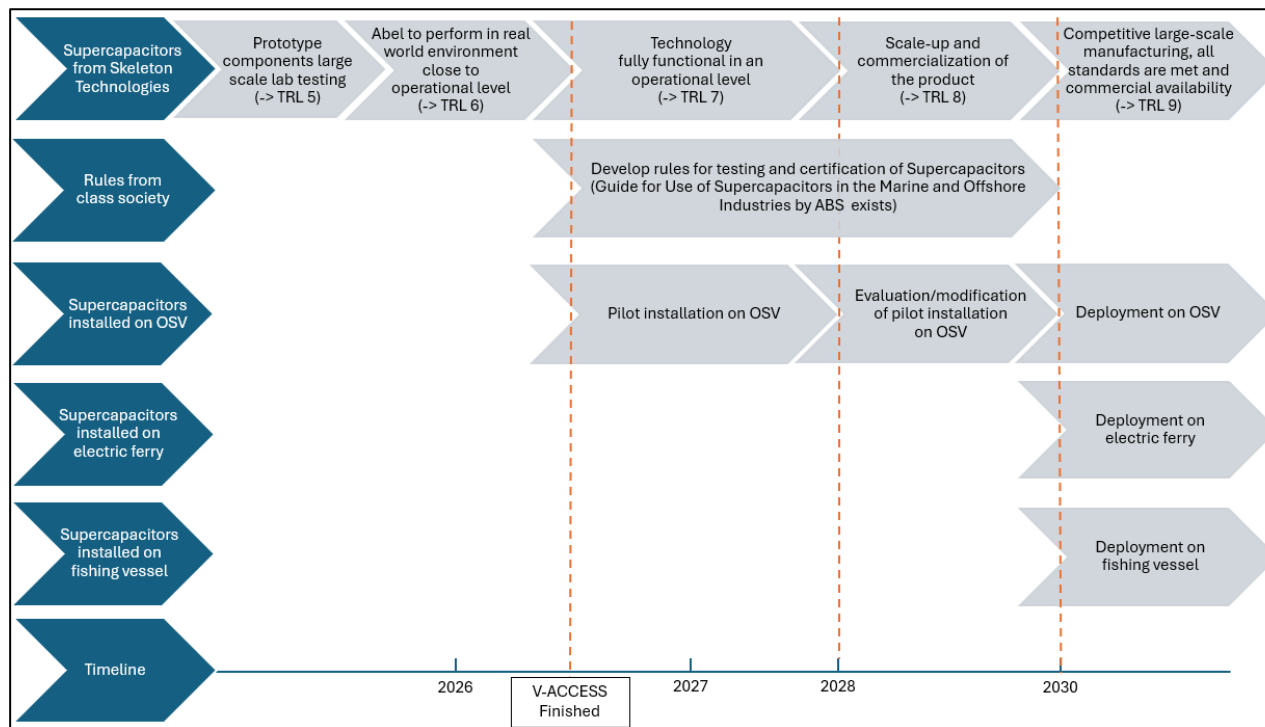 Supercapacitors
from Skeleton
Technologies
Prototype
components large
scale lab testing
(-> TRL 5)
Abel to perform in real
world environment
close to
operational level
(-> TRL 6)
Technology
fully functional in an
operational level
(-> TRL 7)
Scale-up and
commercialization of
the product
(-> TRL 8)
Competitive large-scale
manufacturing, all
standards are met and
commercial availability
(-> TRL 9)
Rules from
class society
Develop rules for testing and certification of Supercapacitors
(Guide for Use of Supercapacitors in the Marine and Offshore
Industries by ABS exists)
Supercapacitors
installed on OSV
Pilot installation on OSV
Evaluation/modification
of pilot installation
on OSV
Deployment on OSV
Supercapacitors
installed on
electric ferry
Deployment on
electric ferry
Supercapacitors
installed on
fishing vessel
Deployment on
fishing vessel
Timeline
2026
V-ACCESS
Finished
2027
2028
2030